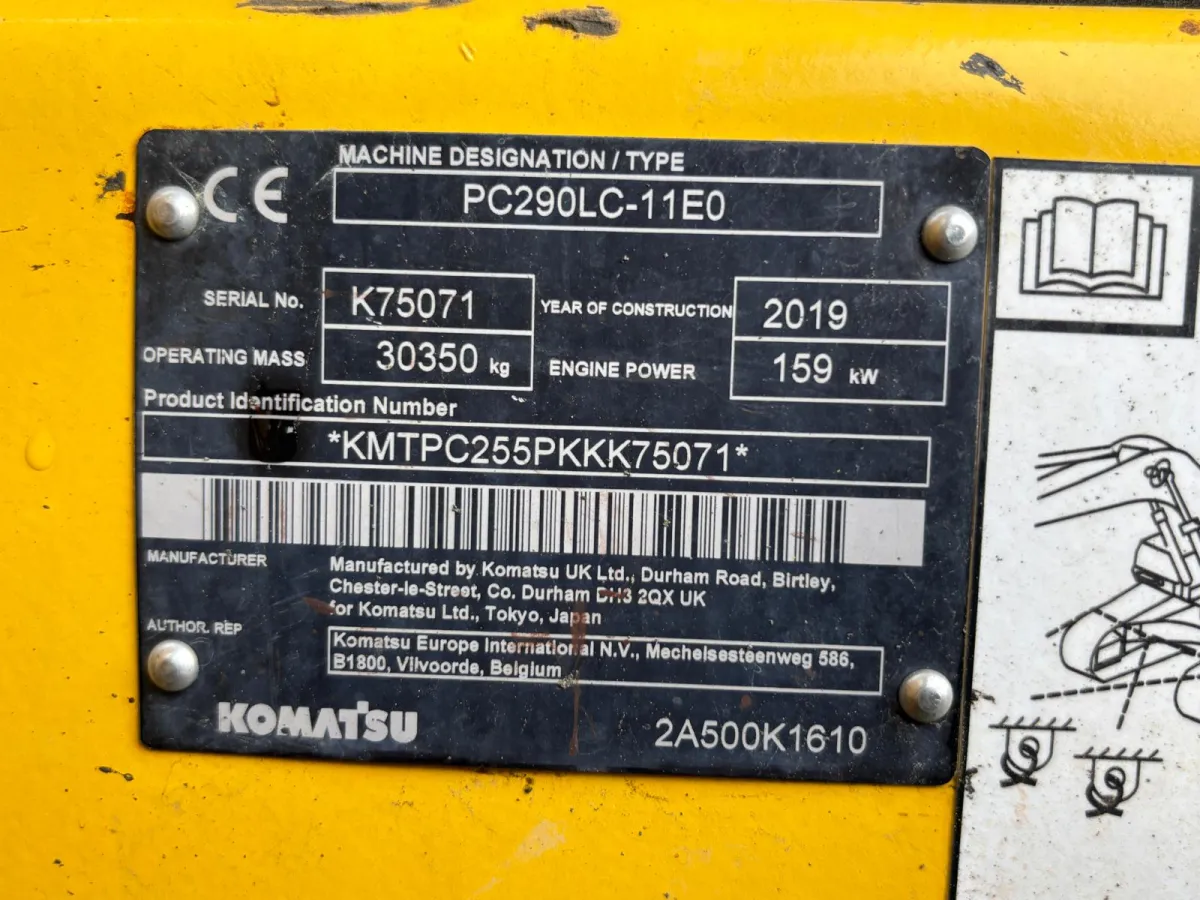 CE
MACHINE DESIGNATION / TYPE
PC290LC-11E0
SERIAL No. K75071 YEAR OF CONSTRUCTION 2019
OPERATING MASS 30350 kg ENGINE POWER 159 kW
Product Identification Number
*KMTPC255PKKK75071*
MANUFACTURER Manufactured by Komatsu UK Ltd., Durham Road, Birtley,
Chester-le-Street, Co. Durham DH3 2QX UK
for Komatsu Ltd., Tokyo, Japan
AUTHOR. REP Komatsu Europe International N.V., Mechelsesteenweg 586,
B1800, Vilvoorde, Belgium
KOMATSU 2A500K1610